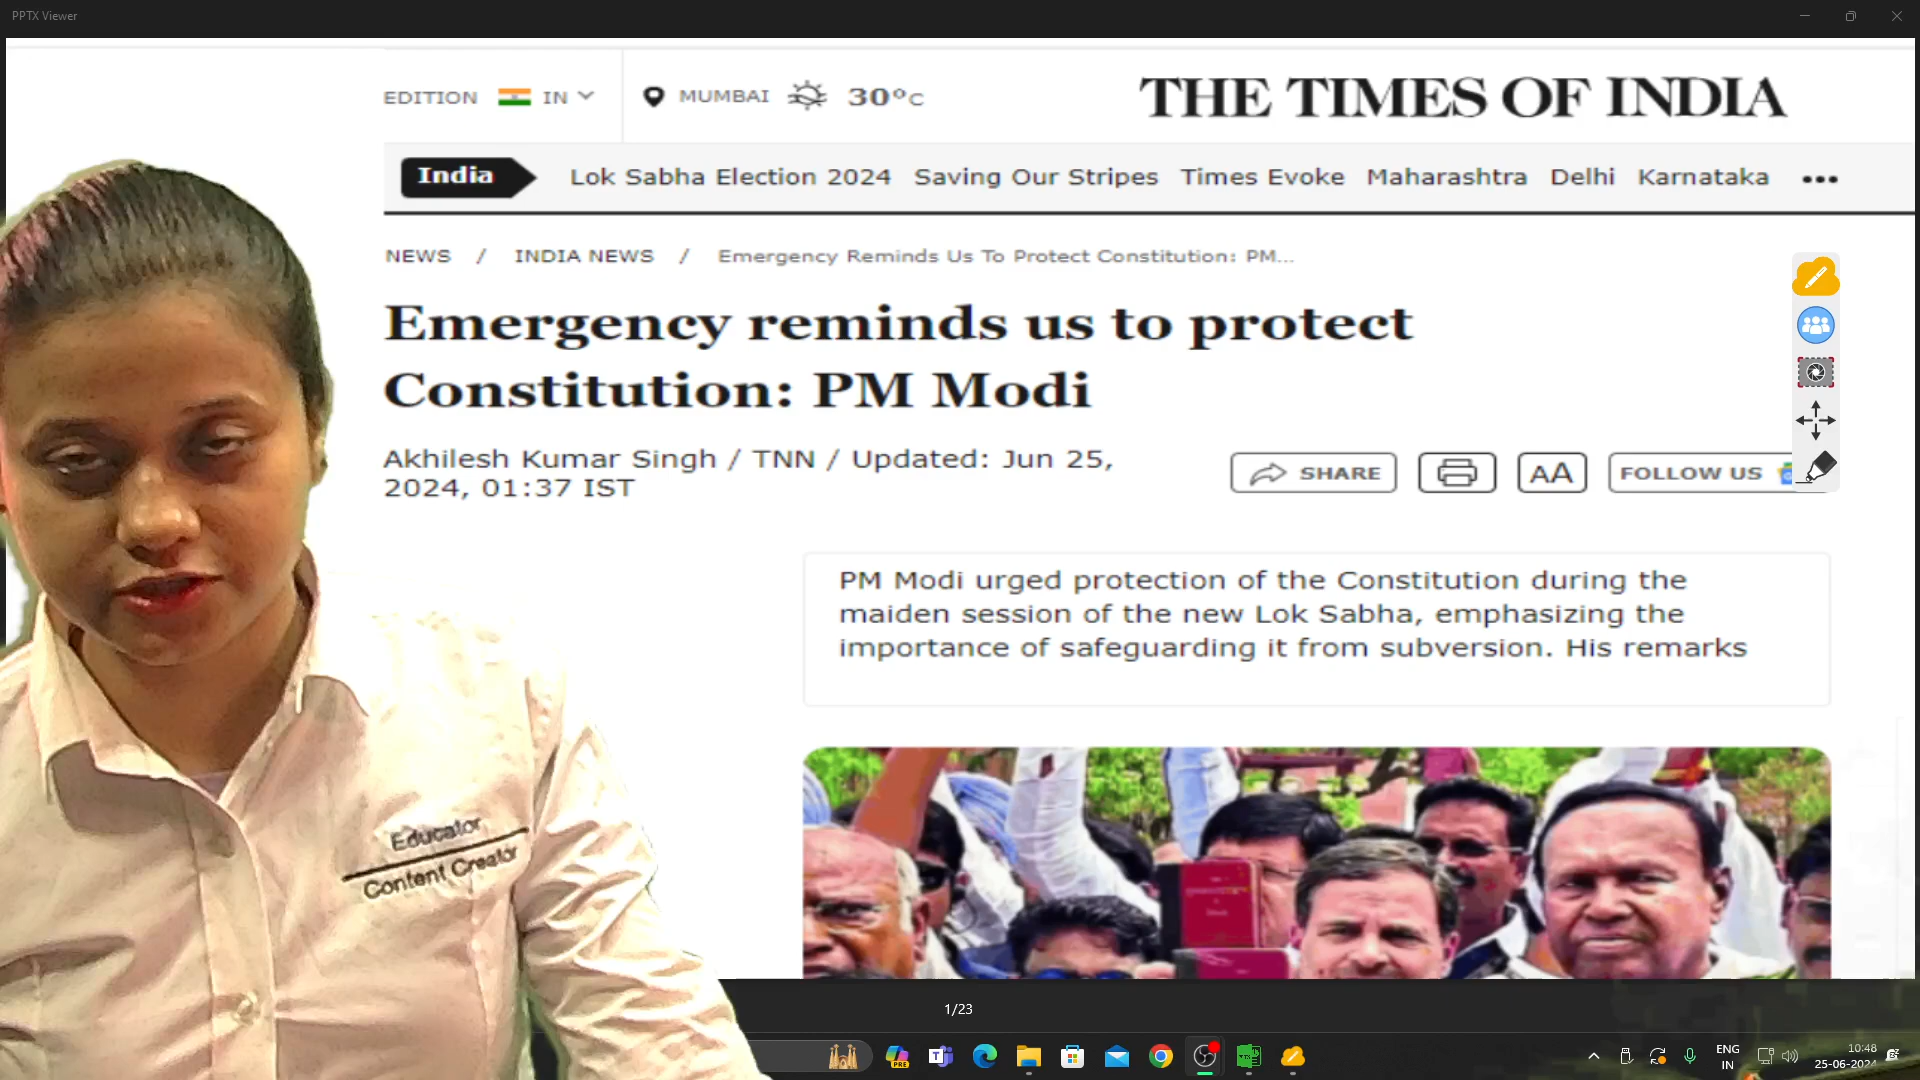 PPTX Viewer
EDITION IN MUMBAI 30°C THE TIMES OF INDIA
India Lok Sabha Election 2024 Saving Our Stripes Times Evoke Maharashtra Delhi Karnataka •••
NEWS / INDIA NEWS / Emergency Reminds Us To Protect Constitution: PM...
Emergency reminds us to protect
Constitution: PM Modi
Akhilesh Kumar Singh / TNN / Updated: Jun 25,
2024, 01:37 IST
SHARE AA FOLLOW US
PM Modi urged protection of the Constitution during the
maiden session of the new Lok Sabha, emphasizing the
importance of safeguarding it from subversion. His remarks
Educator
Content Creator
1/23
PRE
ENG
IN
10:48
25-06-2024